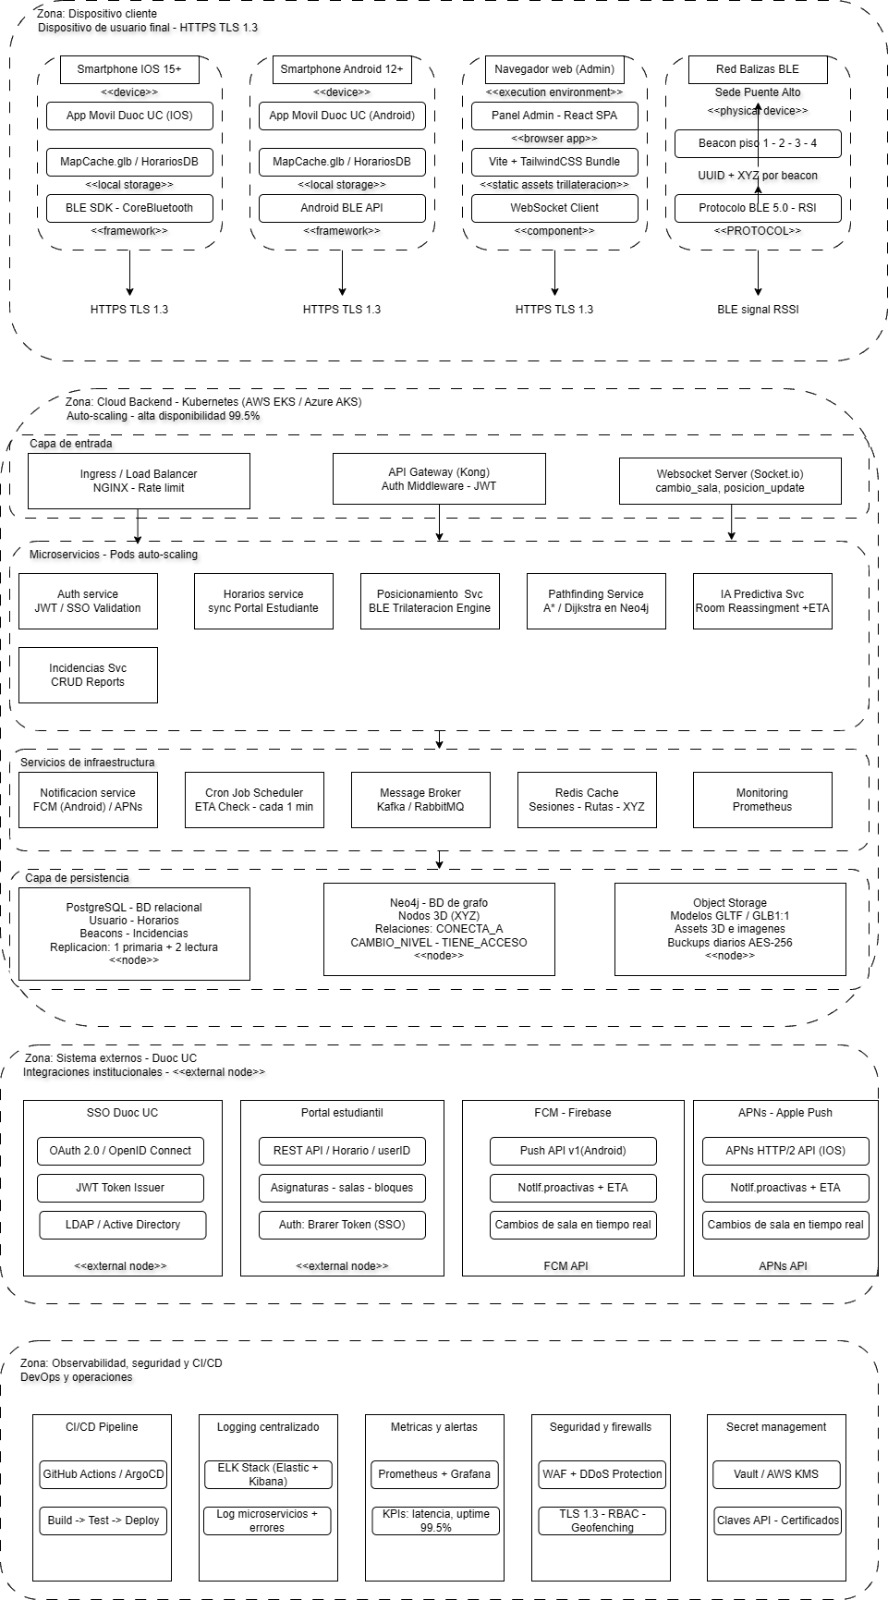 Zona: Dispositivo cliente
Dispositivo de usuario final - HTTPS TLS 1.3
Smartphone IOS 15+
<<device>>
App Movil Duoc UC (IOS)
MapCache.glb / HorariosDB
<<local storage>>
BLE SDK - CoreBluetooth
<<framework>>
HTTPS TLS 1.3
Smartphone Android 12+
<<device>>
App Movil Duoc UC (Android)
MapCache.glb / HorariosDB
<<local storage>>
Android BLE API
<<framework>>
HTTPS TLS 1.3
Navegador web (Admin)
<<execution environment>>
Panel Admin - React SPA
<<browser app>>
Vite + TailwindCSS Bundle
<<static assets trillateracion>>
WebSocket Client
<<component>>
HTTPS TLS 1.3
Red Balizas BLE
Sede Puente Alto
<<physical device>>
Beacon piso 1 - 2 - 3 - 4
UUID + XYZ por beacon
Protocolo BLE 5.0 - RSI
<<PROTOCOL>>
BLE signal RSSI
Zona: Cloud Backend - Kubernetes (AWS EKS / Azure AKS)
Auto-scaling - alta disponibilidad 99.5%
Capa de entrada
Ingress / Load Balancer
NGINX - Rate limit
API Gateway (Kong)
Auth Middleware - JWT
Websocket Server (Socket.io)
cambio_sala, posicion_update
Microservicios - Pods auto-scaling
Auth service
JWT / SSO Validation
Horarios service
sync Portal Estudiante
Posicionamiento  Svc
BLE Trilateracion Engine
Pathfinding Service
A* / Dijkstra en Neo4j
IA Predictiva Svc
Room Reassingment +ETA
Incidencias Svc
CRUD Reports
Servicios de infraestructura
Notificacion service
FCM (Android) / APNs
Cron Job Scheduler
ETA Check - cada 1 min
Message Broker
Kafka / RabbitMQ
Redis Cache
Sesiones - Rutas - XYZ
Monitoring
Prometheus
Capa de persistencia
PostgreSQL - BD relacional
Usuario - Horarios
Beacons - Incidencias
Replicacion: 1 primaria + 2 lectura
<<node>>
Neo4j - BD de grafo
Nodos 3D (XYZ)
Relaciones: CONECTA_A
CAMBIO_NIVEL - TIENE_ACCESO
<<node>>
Object Storage
Modelos GLTF / GLB1:1
Assets 3D e imagenes
Buckups diarios AES-256
<<node>>
Zona: Sistema externos - Duoc UC
Integraciones institucionales - <<external node>>
SSO Duoc UC
OAuth 2.0 / OpenID Connect
JWT Token Issuer
LDAP / Active Directory
<<external node>>
Portal estudiantil
REST API / Horario / userID
Asignaturas - salas - bloques
Auth: Brarer Token (SSO)
<<external node>>
FCM - Firebase
Push API v1(Android)
Notlf.proactivas + ETA
Cambios de sala en tiempo real
FCM API
APNs - Apple Push
APNs HTTP/2 API (IOS)
Notlf.proactivas + ETA
Cambios de sala en tiempo real
APNs API
Zona: Observabilidad, seguridad y CI/CD
DevOps y operaciones
CI/CD Pipeline
GitHub Actions / ArgoCD
Build -> Test -> Deploy
Logging centralizado
ELK Stack (Elastic +
Kibana)
Log microservicios +
errores
Metricas y alertas
Prometheus + Grafana
KPIs: latencia, uptime
99.5%
Seguridad y firewalls
WAF + DDoS Protection
TLS 1.3 - RBAC -
Geofenching
Secret management
Vault / AWS KMS
Claves API - Certificados